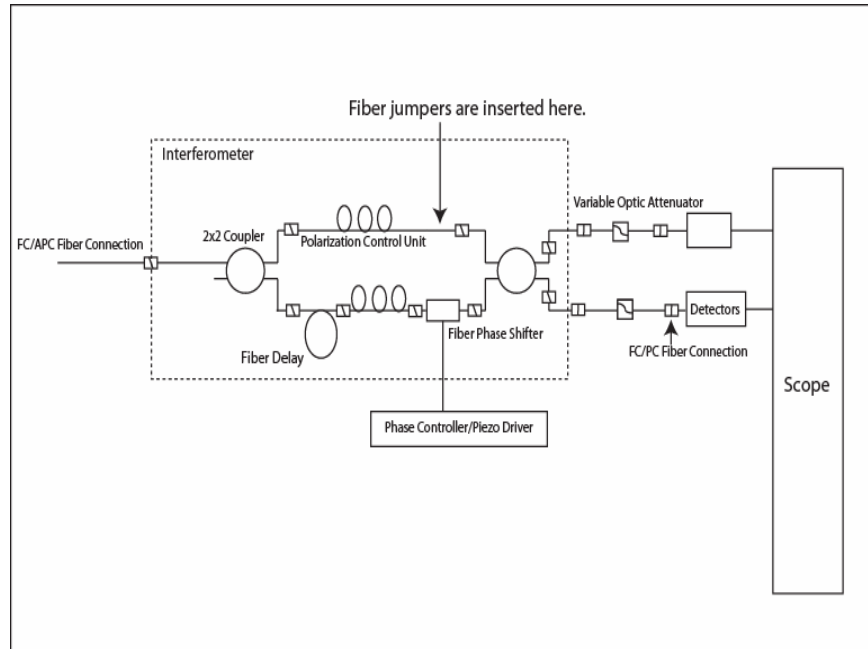 Fiber jumpers are inserted here.
Interferometer
Variable Optic Attenuator
2x2 Coupler
Polarization Control Unit
FC/APC Fiber Connection
Fiber Delay
Fiber Phase Shifter
Detectors
FC/PC Fiber Connection
Scope
Phase Controller/Piezo Driver